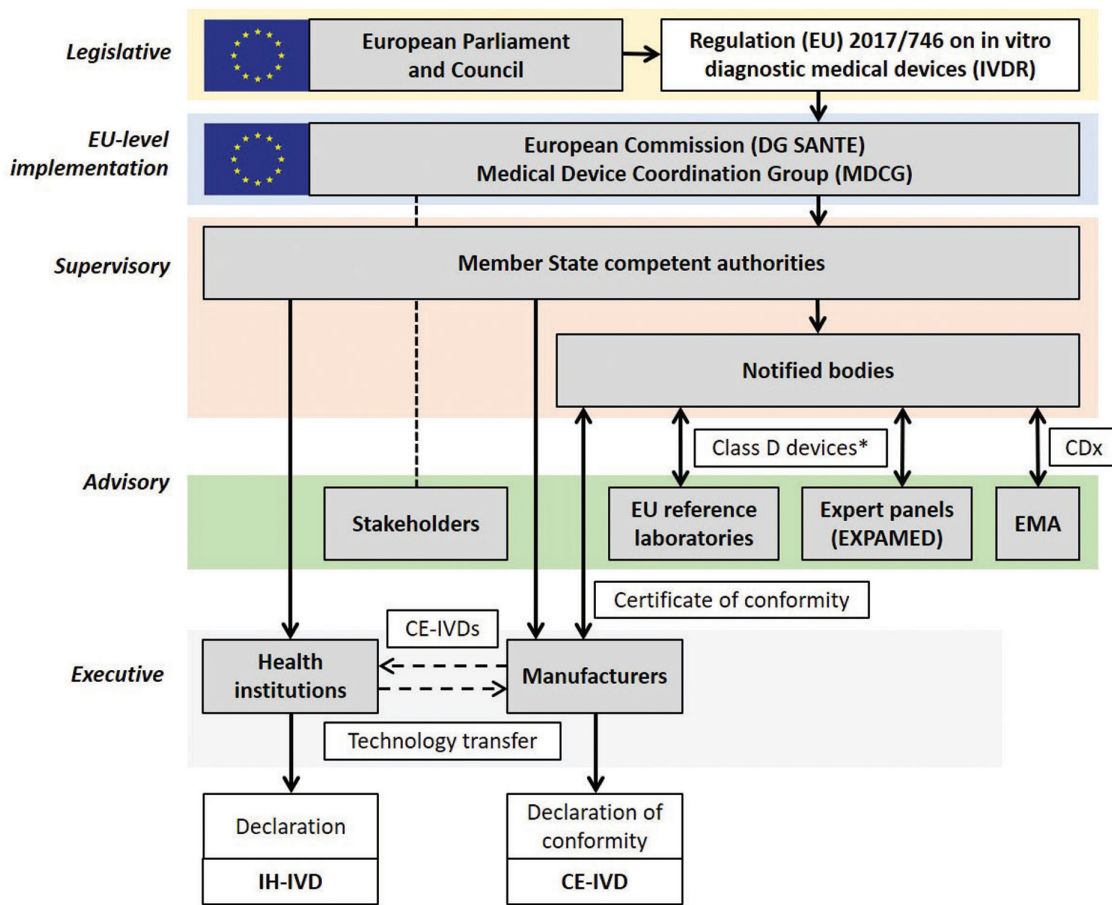 Legislative
European Parliament
and Council
Regulation (EU) 2017/746 on in vitro
diagnostic medical devices (IVDR)
EU-level
implementation
European Commission (DG SANTE)
Medical Device Coordination Group (MDCG)
Supervisory
Member State competent authorities
Notified bodies
Class D devices*
CDx
Advisory
Stakeholders
EU reference
laboratories
Expert panels
(EXPAMED)
EMA
Certificate of conformity
CE-IVDs
Executive
Health
institutions
Manufacturers
Technology transfer
Declaration
IH-IVD
Declaration of
conformity
CE-IVD